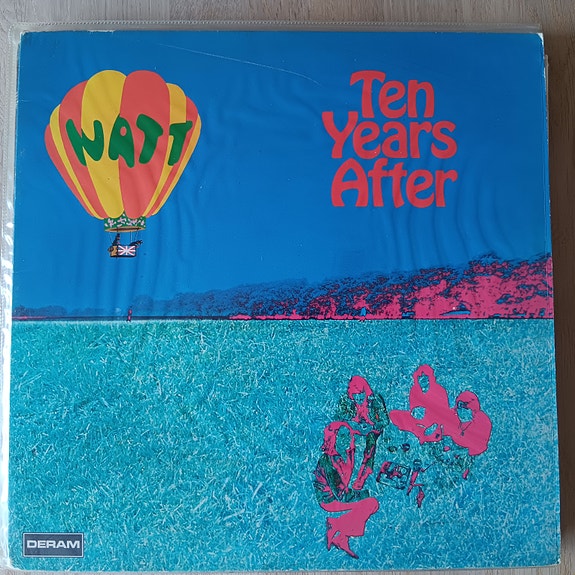 WATT
Ten
Years
After
DERAM